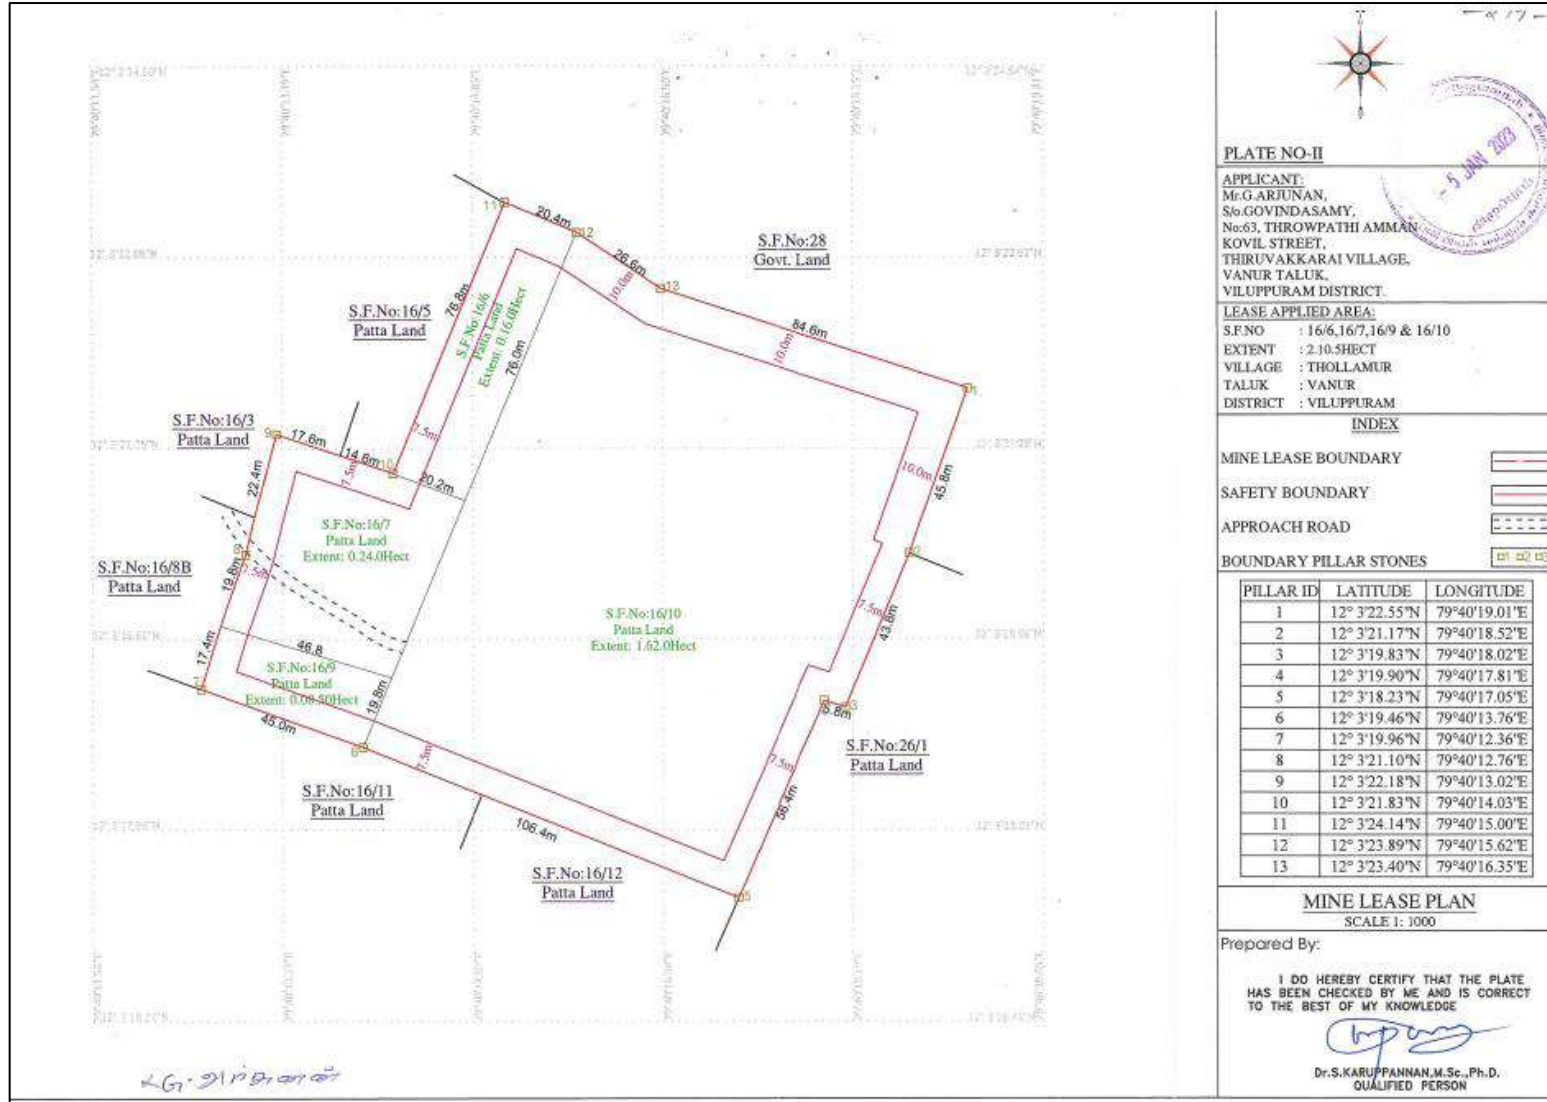 PLATE NO-II
APPLICANT:
Mr.G.ARJUNAN,
S/o.GOVINDASAMY,
No:63, THROWPATHI AMMAN
KOVIL STREET,
THIRUVAKKARAI VILLAGE,
VANUR TALUK,
VILUPPURAM DISTRICT.
- 5 JAN 2023
LEASE APPLIED AREA:
S.F.NO : 16/6,16/7,16/9 & 16/10
EXTENT : 2.10.5HECT
VILLAGE : THOLLAMUR
TALUK : VANUR
DISTRICT : VILUPPURAM
INDEX
MINE LEASE BOUNDARY
SAFETY BOUNDARY
APPROACH ROAD
BOUNDARY PILLAR STONES
PILLAR ID LATITUDE LONGITUDE
1 12° 3'22.55"N 79°40'19.01"E
2 12° 3'21.17"N 79°40'18.52"E
3 12° 3'19.83"N 79°40'18.02"E
4 12° 3'19.90"N 79°40'17.81"E
5 12° 3'18.23"N 79°40'17.05"E
6 12° 3'19.46"N 79°40'13.76"E
7 12° 3'19.96"N 79°40'12.36"E
8 12° 3'21.10"N 79°40'12.76"E
9 12° 3'22.18"N 79°40'13.02"E
10 12° 3'21.83"N 79°40'14.03"E
11 12° 3'24.14"N 79°40'15.00"E
12 12° 3'23.89"N 79°40'15.62"E
13 12° 3'23.40"N 79°40'16.35"E
MINE LEASE PLAN
SCALE 1: 1000
Prepared By:
I DO HEREBY CERTIFY THAT THE PLATE
HAS BEEN CHECKED BY ME AND IS CORRECT
TO THE BEST OF MY KNOWLEDGE
Dr.S.KARUPPANNAN,M.Sc.,Ph.D.
QUALIFIED PERSON
11
20.4m
12
26.6m
13
S.F.No:28
Govt. Land
84.6m
10.0m
10.0m
76.8m
S.F.No:16/5
Patta Land
S.F.No:16/6
Patta Land
Extent: 0.16.0Hect
76.0m
S.F.No:16/3
Patta Land
9
17.6m
14.6m
10
7.5m
7.5m
20.2m
10.0m
45.8m
22.4m
S.F.No:16/7
Patta Land
Extent: 0.24.0Hect
8
2
S.F.No:16/8B
Patta Land
19.8m
7.5m
S.F.No:16/10
Patta Land
Extent: 1.62.0Hect
7.5m
43.8m
17.4m
46.8
S.F.No:16/9
Patta Land
Extent: 0.08.50Hect
19.8m
7
45.0m
6
7.5m
7.5m
3
S.F.No:26/1
Patta Land
S.F.No:16/11
Patta Land
106.4m
56.4m
S.F.No:16/12
Patta Land
5